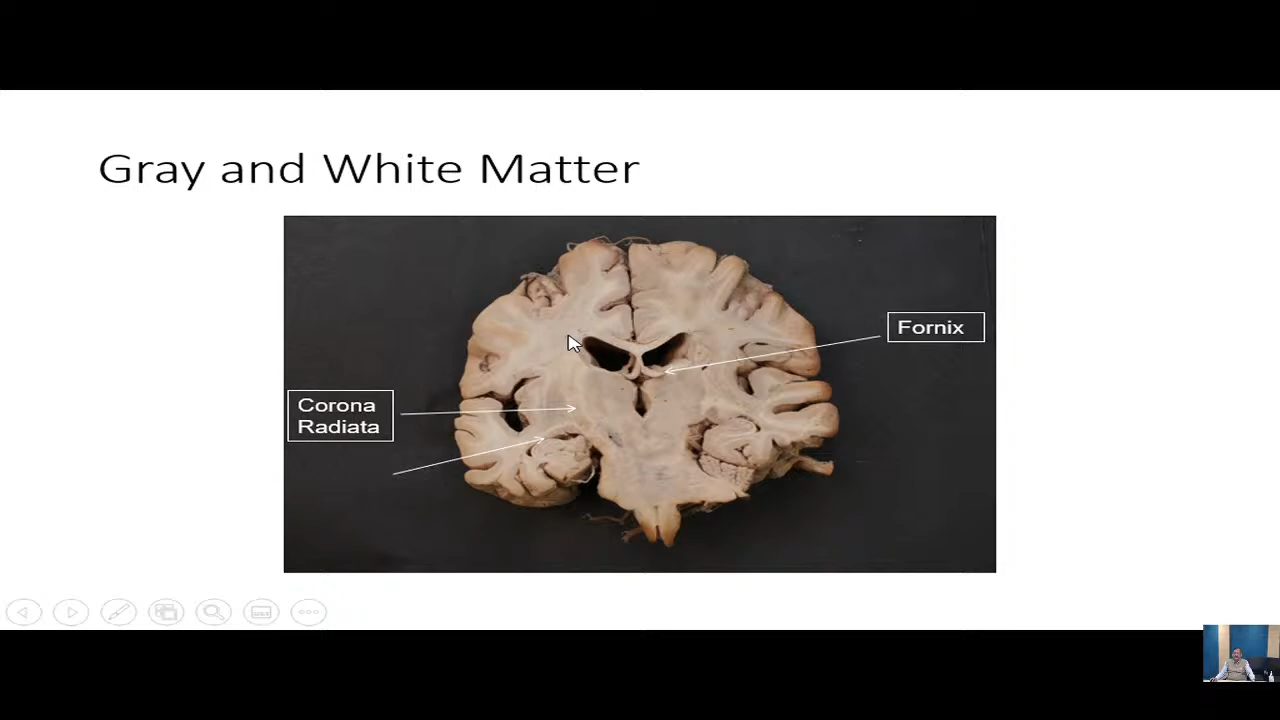 Gray and White Matter
Fornix
Corona
Radiata